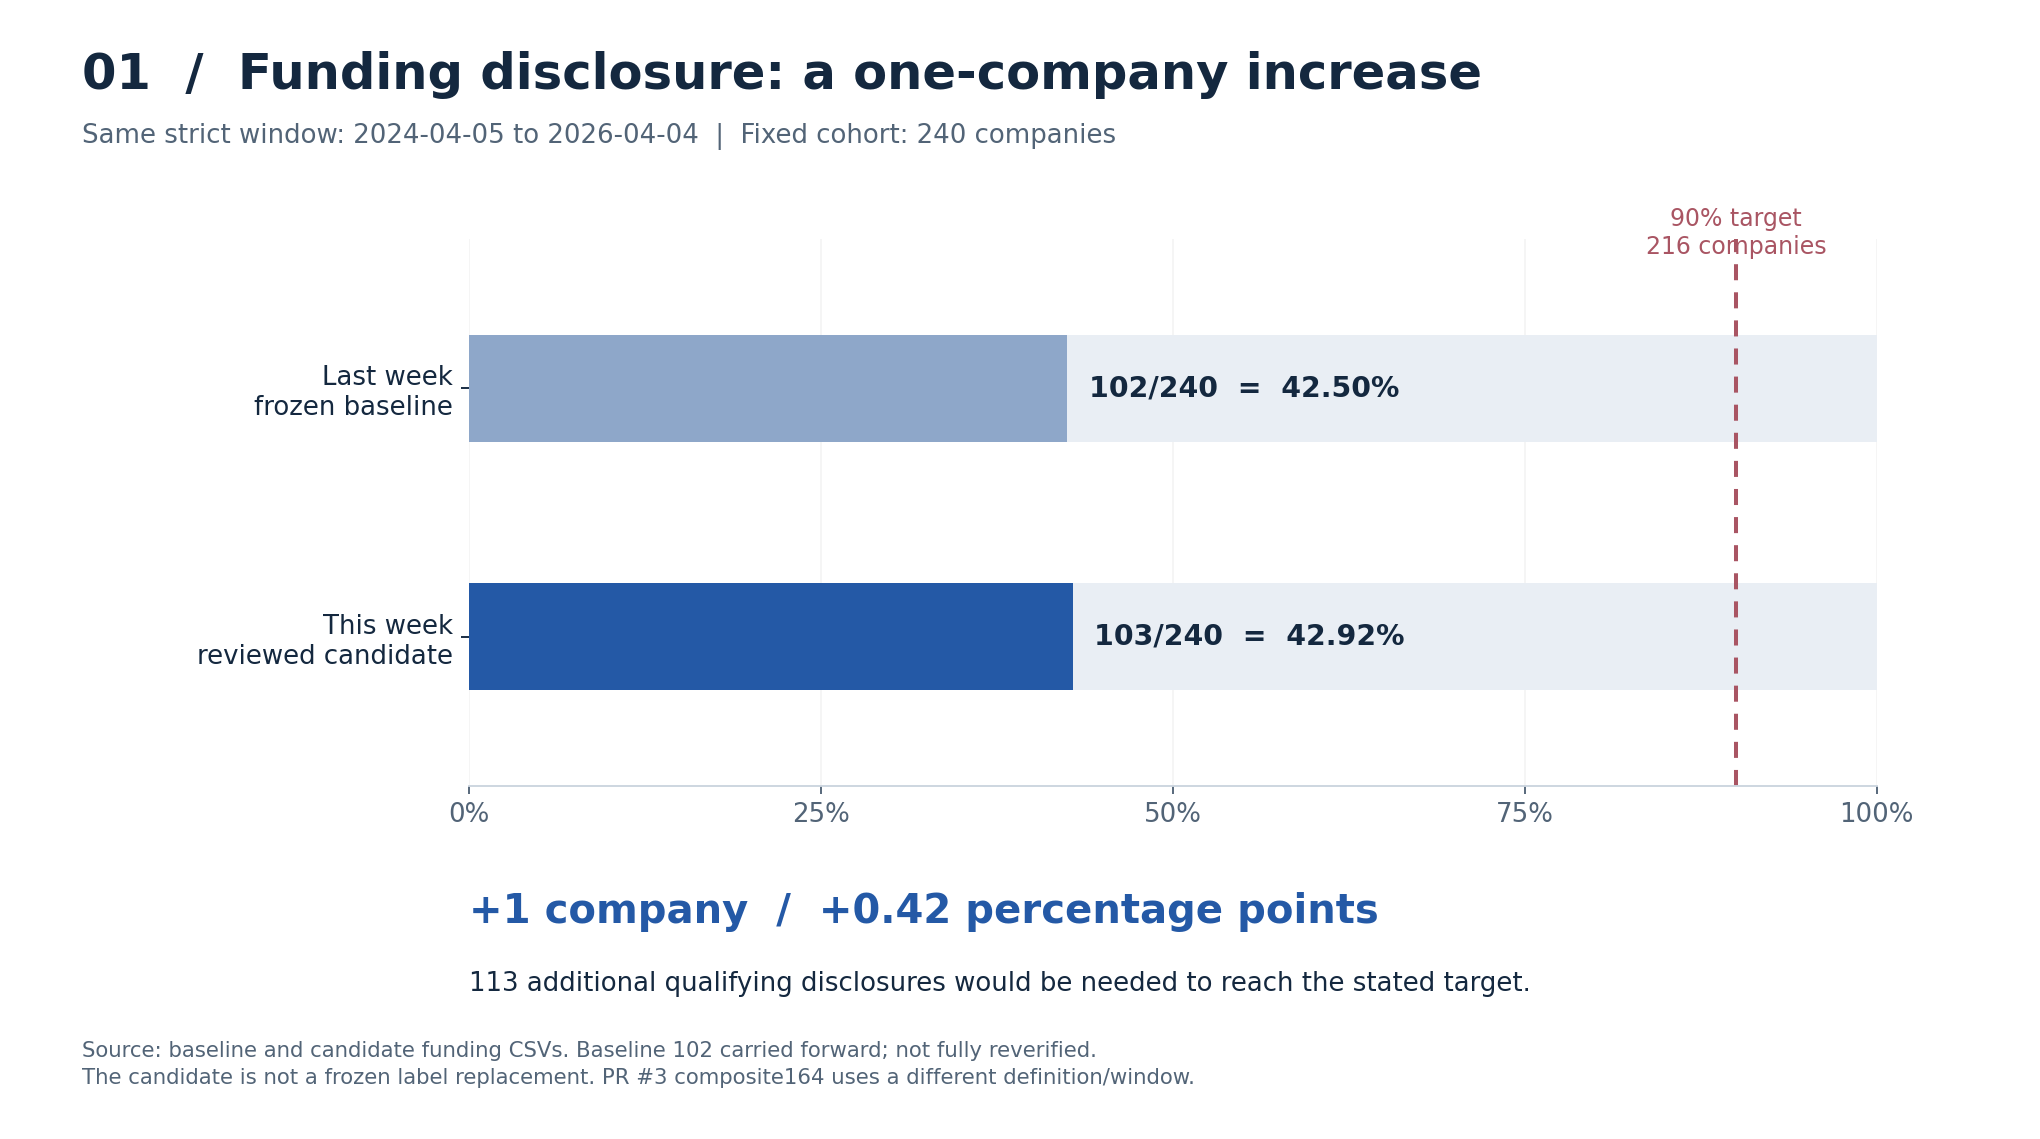 01 / Funding disclosure: a one-company increase
Same strict window: 2024-04-05 to 2026-04-04 | Fixed cohort: 240 companies
90% target
216 companies
Last week
frozen baseline
102/240 = 42.50%
This week
reviewed candidate
103/240 = 42.92%
0%
25%
50%
75%
100%
+1 company / +0.42 percentage points
113 additional qualifying disclosures would be needed to reach the stated target.
Source: baseline and candidate funding CSVs. Baseline 102 carried forward; not fully reverified.
The candidate is not a frozen label replacement. PR #3 composite164 uses a different definition/window.